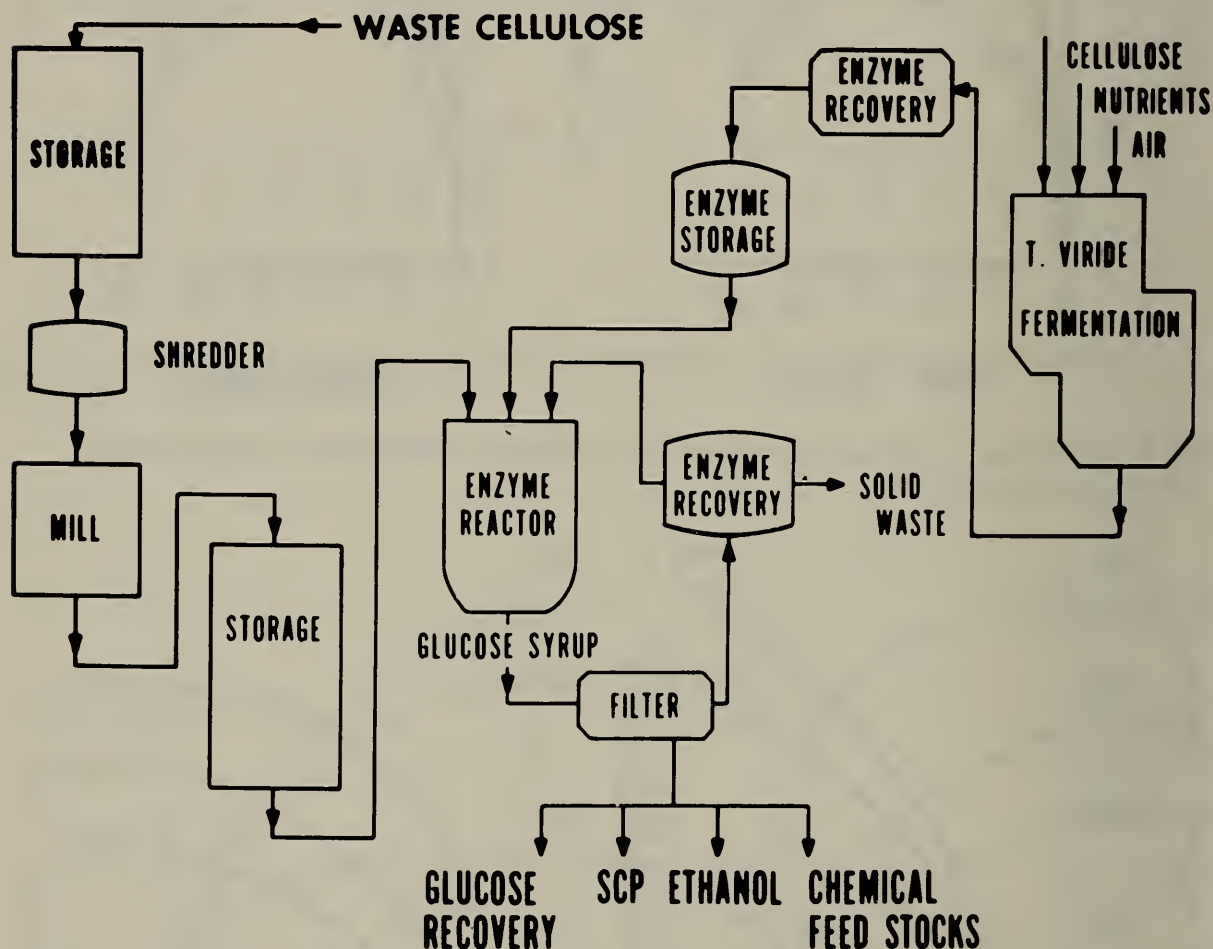 WASTE CELLULOSE
STORAGE
SHREDDER
MILL
STORAGE
ENZYME
RECOVERY
ENZYME
STORAGE
CELLULOSE
NUTRIENTS
AIR
T. VIRIDE
FERMENTATION
ENZYME
REACTOR
ENZYME
RECOVERY
SOLID
WASTE
GLUCOSE SYRUP
FILTER
GLUCOSE
RECOVERY
SCP
ETHANOL
CHEMICAL
FEED STOCKS